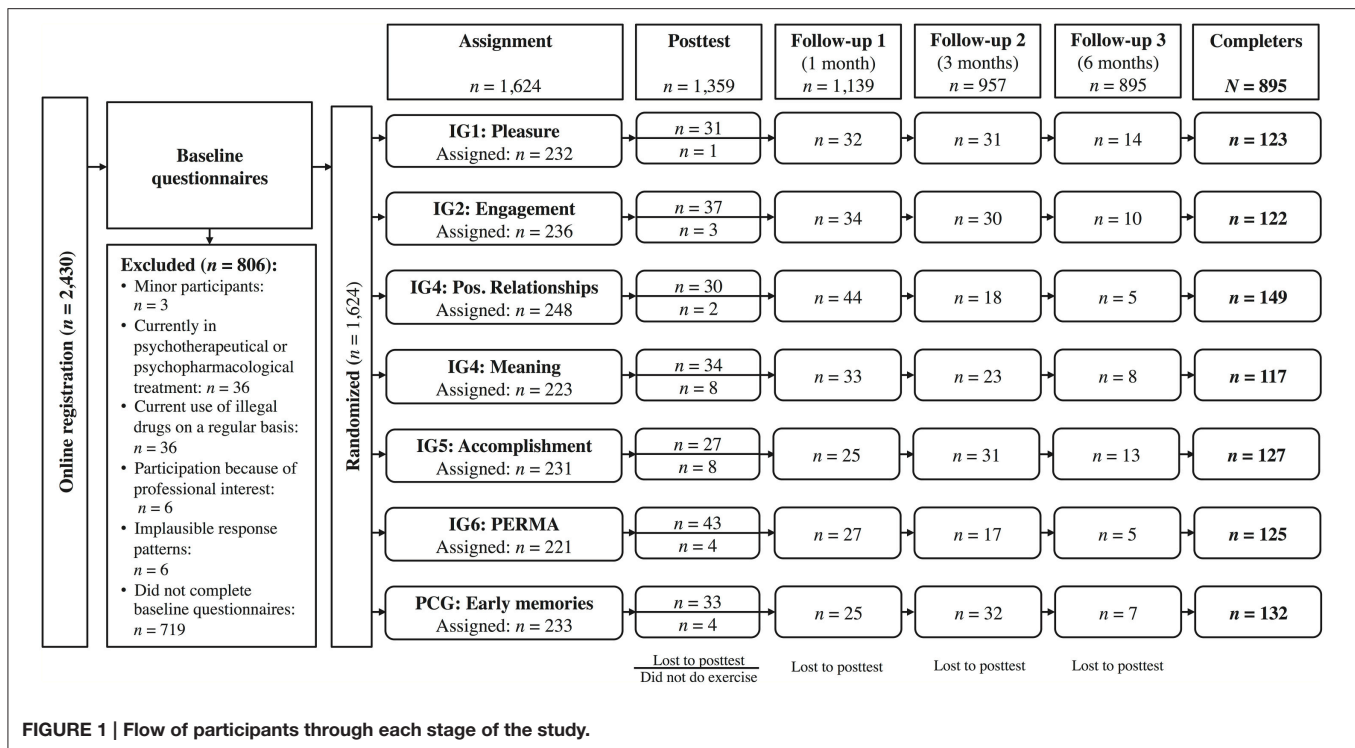 Online registration (n = 2,430)
Baseline
questionnaires
Excluded (n = 806):
• Minor participants:
n = 3
• Currently in
psychotherapeutical or
psychopharmacological
treatment: n = 36
• Current use of illegal
drugs on a regular basis:
n = 36
• Participation because of
professional interest:
n = 6
• Implausible response
patterns:
n = 6
• Did not complete
baseline questionnaires:
n = 719
Randomized (n = 1,624)
Assignment
n = 1,624
Posttest
n = 1,359
Follow-up 1
(1 month)
n = 1,139
Follow-up 2
(3 months)
n = 957
Follow-up 3
(6 months)
n = 895
Completers
N = 895
IG1: Pleasure
Assigned: n = 232
n = 31
n = 1
n = 32
n = 31
n = 14
n = 123
IG2: Engagement
Assigned: n = 236
n = 37
n = 3
n = 34
n = 30
n = 10
n = 122
IG4: Pos. Relationships
Assigned: n = 248
n = 30
n = 2
n = 44
n = 18
n = 5
n = 149
IG4: Meaning
Assigned: n = 223
n = 34
n = 8
n = 33
n = 23
n = 8
n = 117
IG5: Accomplishment
Assigned: n = 231
n = 27
n = 8
n = 25
n = 31
n = 13
n = 127
IG6: PERMA
Assigned: n = 221
n = 43
n = 4
n = 27
n = 17
n = 5
n = 125
PCG: Early memories
Assigned: n = 233
n = 33
n = 4
n = 25
n = 32
n = 7
n = 132
Lost to posttest
Did not do exercise
Lost to posttest
Lost to posttest
Lost to posttest
FIGURE 1 | Flow of participants through each stage of the study.